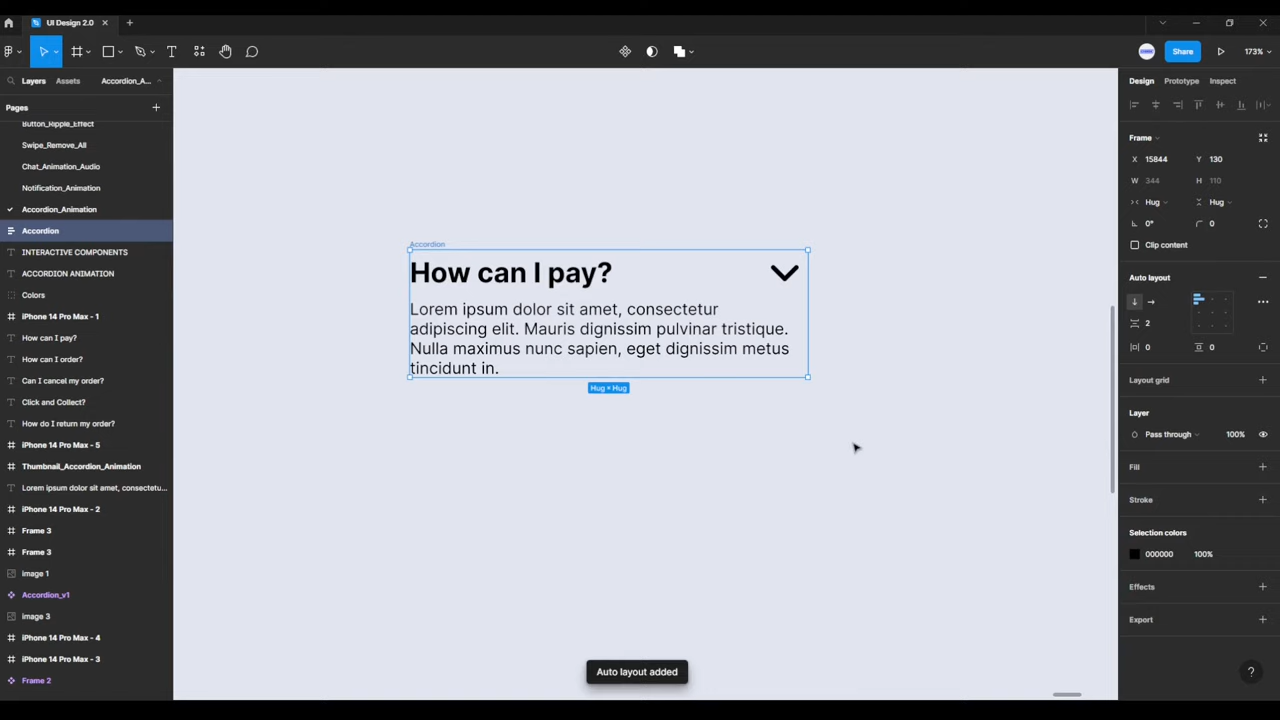 UI Design 2.0
Share
173%
Layers
Assets
Accordion_A...
Design
Prototype
Inspect
Pages
Button_Ripple_Effect
Swipe_Remove_All
Chat_Animation_Audio
Notification_Animation
Accordion_Animation
Accordion
INTERACTIVE COMPONENTS
ACCORDION ANIMATION
Colors
iPhone 14 Pro Max - 1
How can I pay?
How can I order?
Can I cancel my order?
Click and Collect?
How do I return my order?
iPhone 14 Pro Max - 5
Thumbnail_Accordion_Animation
Lorem ipsum dolor sit amet, consectetu...
iPhone 14 Pro Max - 2
Frame 3
Frame 3
image 1
Accordion_v1
image 3
iPhone 14 Pro Max - 4
iPhone 14 Pro Max - 3
Frame 2
Accordion
How can I pay?
Lorem ipsum dolor sit amet, consectetur
adipiscing elit. Mauris dignissim pulvinar tristique.
Nulla maximus nunc sapien, eget dignissim metus
tincidunt in.
Hug × Hug
Auto layout added
Frame
X 15844 Y 130
W 344 H 110
Hug Hug
0° 0
Clip content
Auto layout
2
0 0
Layout grid
Layer
Pass through 100%
Fill
Stroke
Selection colors
000000 100%
Effects
Export
?